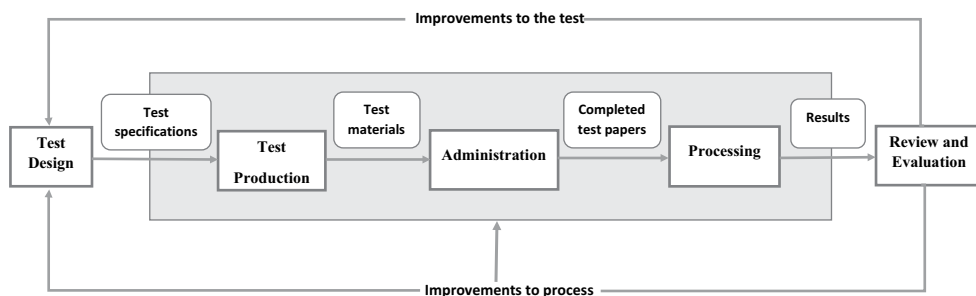 Improvements to the test
Test
specifications
Test
materials
Completed
test papers
Results
Test
Design
Test
Production
Administration
Processing
Review and
Evaluation
Improvements to process